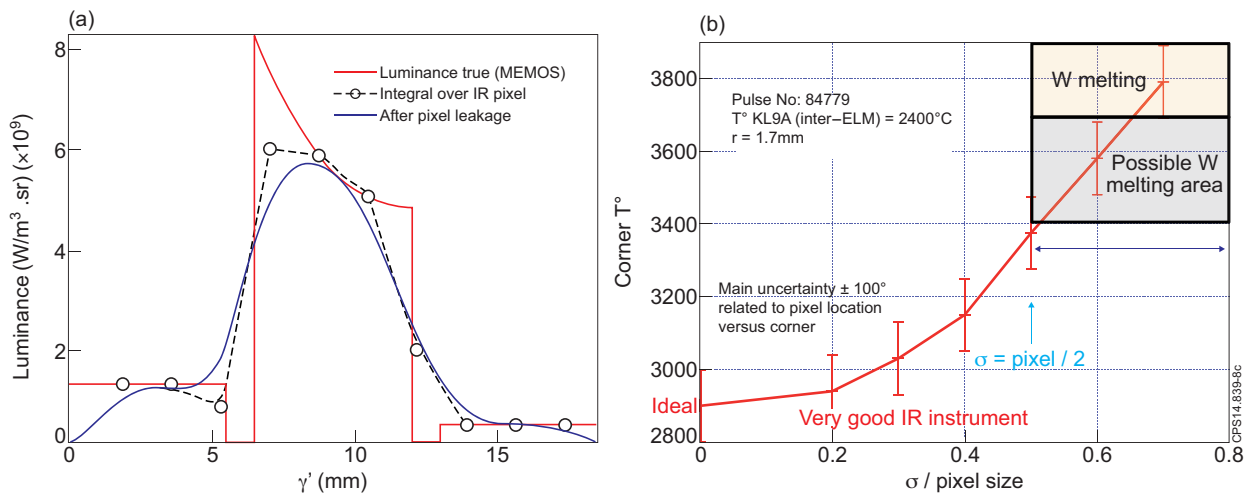 (a)
8
6
4
2
0
Luminance (W/m³ .sr) (×10⁹)
Luminance true (MEMOS)
Integral over IR pixel
After pixel leakage
0
5
10
15
γ' (mm)
(b)
3800
3600
3400
3200
3000
2800
Corner T°
Pulse No: 84779
T° KL9A (inter–ELM) = 2400°C
r = 1.7mm
W melting
Possible W
melting area
Main uncertainty ± 100°
related to pixel location
versus corner
σ = pixel / 2
Ideal
Very good IR instrument
0
0.2
0.4
0.6
0.8
σ / pixel size
CPS14.839-8c